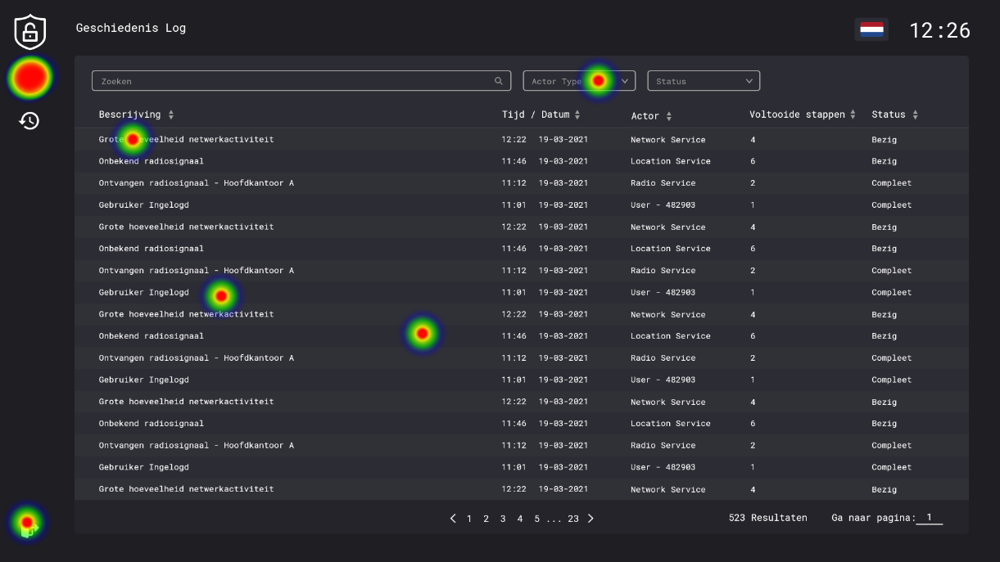 Geschiedenis Log
12:26
Zoeken
Actor Type
Status
Bescrijving Tijd / Datum Actor Voltooide stappen Status
Grote eveelheid netwerkactiviteit 12:22 19-03-2021 Network Service 4 Bezig
Onbekend radiosignaal 11:46 19-03-2021 Location Service 6 Bezig
Ontvangen radiosignaal - Hoofdkantoor A 11:12 19-03-2021 Radio Service 2 Compleet
Gebruiker Ingelogd 11:01 19-03-2021 User - 482903 1 Compleet
Grote hoeveelheid netwerkactiviteit 12:22 19-03-2021 Network Service 4 Bezig
Onbekend radiosignaal 11:46 19-03-2021 Location Service 6 Bezig
Ontvangen radiosignaal - Hoofdkantoor A 11:12 19-03-2021 Radio Service 2 Compleet
Gebruiker Ingelogd 11:01 19-03-2021 User - 482903 1 Compleet
Grote hoeveelheid netwerkactiviteit 12:22 19-03-2021 Network Service 4 Bezig
Onbekend radiosignaal 11:46 19-03-2021 Location Service 6 Bezig
Ontvangen radiosignaal - Hoofdkantoor A 11:12 19-03-2021 Radio Service 2 Compleet
Gebruiker Ingelogd 11:01 19-03-2021 User - 482903 1 Compleet
Grote hoeveelheid netwerkactiviteit 12:22 19-03-2021 Network Service 4 Bezig
Onbekend radiosignaal 11:46 19-03-2021 Location Service 6 Bezig
Ontvangen radiosignaal - Hoofdkantoor A 11:12 19-03-2021 Radio Service 2 Compleet
Gebruiker Ingelogd 11:01 19-03-2021 User - 482903 1 Compleet
Grote hoeveelheid netwerkactiviteit 12:22 19-03-2021 Network Service 4 Bezig
1 2 3 4 5 ... 23 523 Resultaten Ga naar pagina: 1